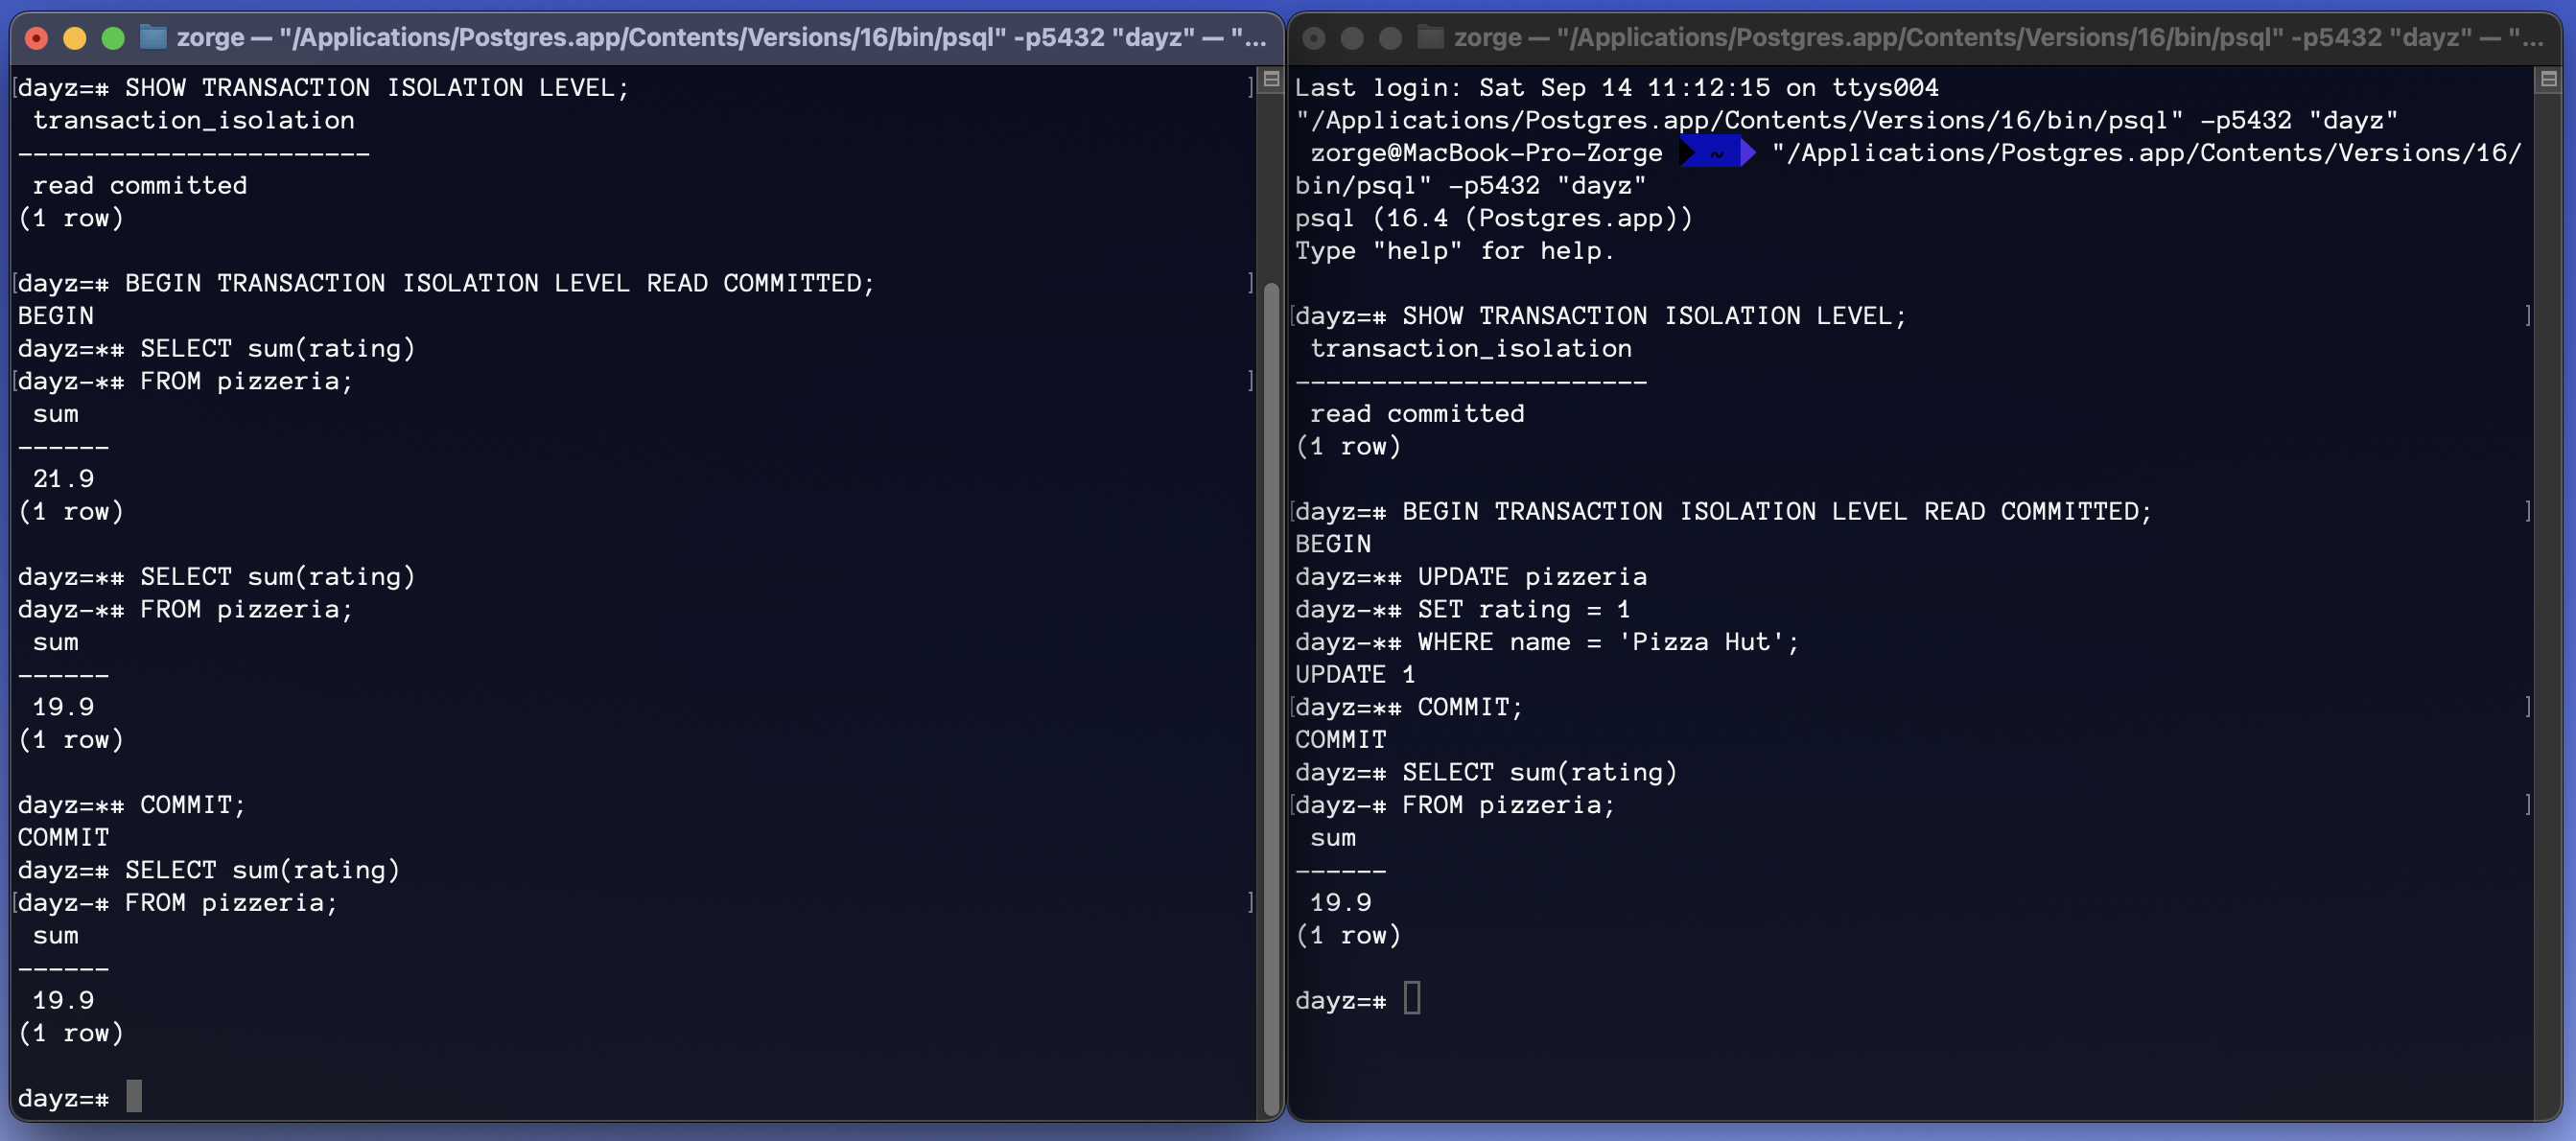 zorge — "/Applications/Postgres.app/Contents/Versions/16/bin/psql" -p5432 "dayz" — "...
[dayz=# SHOW TRANSACTION ISOLATION LEVEL; ]
transaction_isolation
-----------------------
read committed
(1 row)
[dayz=# BEGIN TRANSACTION ISOLATION LEVEL READ COMMITTED; ]
BEGIN
dayz=*# SELECT sum(rating)
[dayz-*# FROM pizzeria; ]
sum
------
21.9
(1 row)
dayz=*# SELECT sum(rating)
dayz-*# FROM pizzeria;
sum
------
19.9
(1 row)
dayz=*# COMMIT;
COMMIT
dayz=# SELECT sum(rating)
[dayz-# FROM pizzeria; ]
sum
------
19.9
(1 row)
dayz=#
zorge — "/Applications/Postgres.app/Contents/Versions/16/bin/psql" -p5432 "dayz" — "...
Last login: Sat Sep 14 11:12:15 on ttys004
"/Applications/Postgres.app/Contents/Versions/16/bin/psql" -p5432 "dayz"
zorge@MacBook-Pro-Zorge ~ "/Applications/Postgres.app/Contents/Versions/16/
bin/psql" -p5432 "dayz"
psql (16.4 (Postgres.app))
Type "help" for help.
[dayz=# SHOW TRANSACTION ISOLATION LEVEL; ]
transaction_isolation
-----------------------
read committed
(1 row)
[dayz=# BEGIN TRANSACTION ISOLATION LEVEL READ COMMITTED; ]
BEGIN
dayz=*# UPDATE pizzeria
dayz-*# SET rating = 1
dayz-*# WHERE name = 'Pizza Hut';
UPDATE 1
[dayz=*# COMMIT; ]
COMMIT
dayz=# SELECT sum(rating)
[dayz-# FROM pizzeria; ]
sum
------
19.9
(1 row)
dayz=#